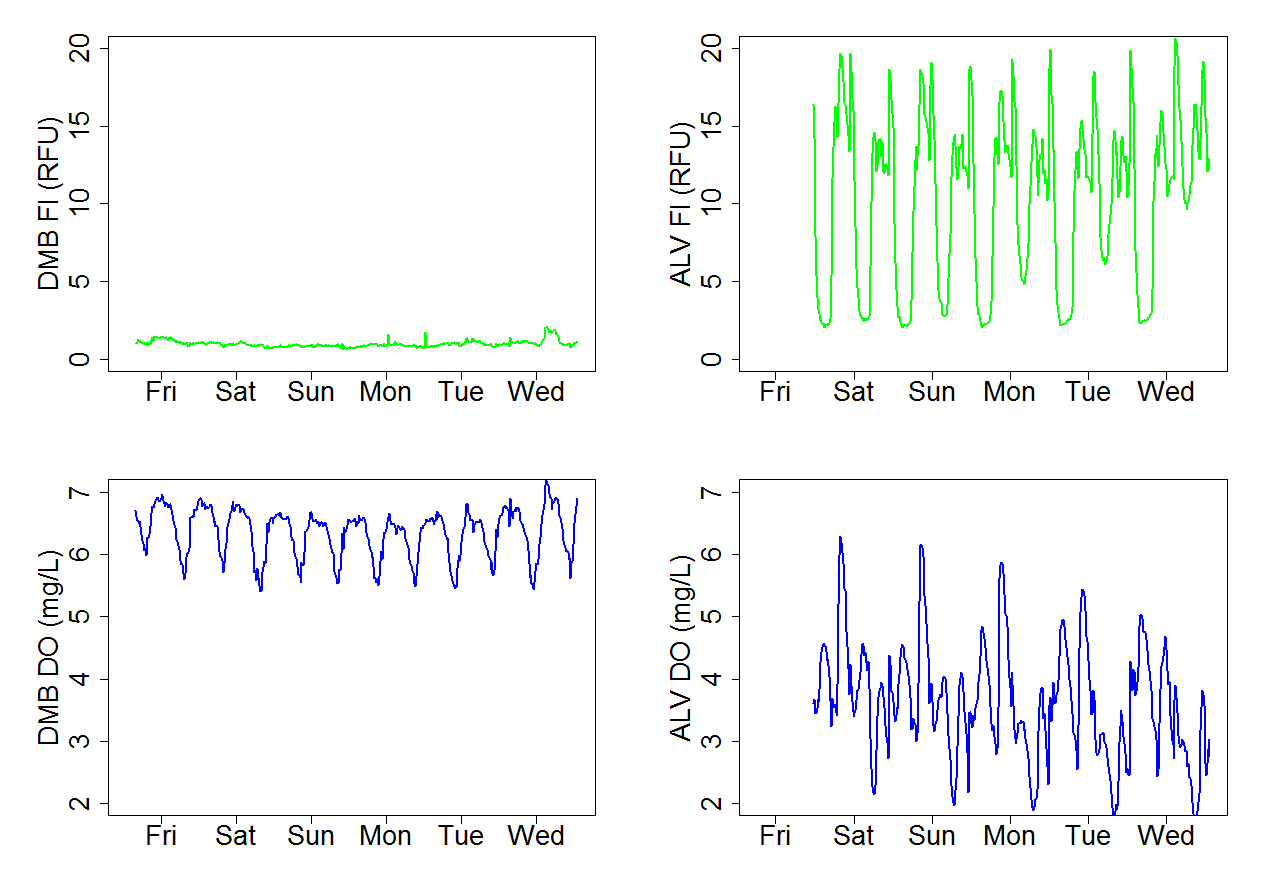 DMB FI (RFU)
0 5 10 15 20
Fri Sat Sun Mon Tue Wed
ALV FI (RFU)
0 5 10 15 20
Fri Sat Sun Mon Tue Wed
DMB DO (mg/L)
2 3 4 5 6 7
Fri Sat Sun Mon Tue Wed
ALV DO (mg/L)
2 3 4 5 6 7
Fri Sat Sun Mon Tue Wed